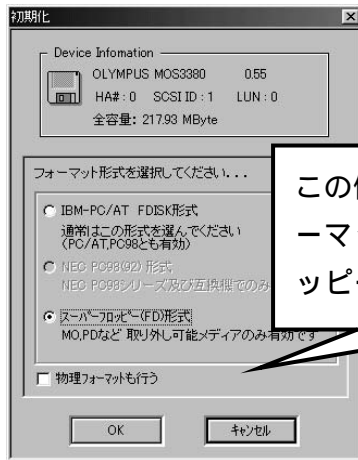 初期化
Device Infomation
OLYMPUS MOS3380 0.55
HA#: 0 SCSI ID: 1 LUN: 0
全容量: 217.93 MByte
フォーマット形式を選択してください...
IBM-PC/AT FDISK形式
通常はこの形式を選んでください
(PC/AT,PC98とも有効)
NEC PC98(92) 形式
NEC PC98シリーズ及び互換機でのみ
スーパーフロッピー(FD)形式
MO,PDなど 取り外し可能メディアのみ有効です
物理フォーマットも行う
OK
キャンセル
この
ーマ
ッピ